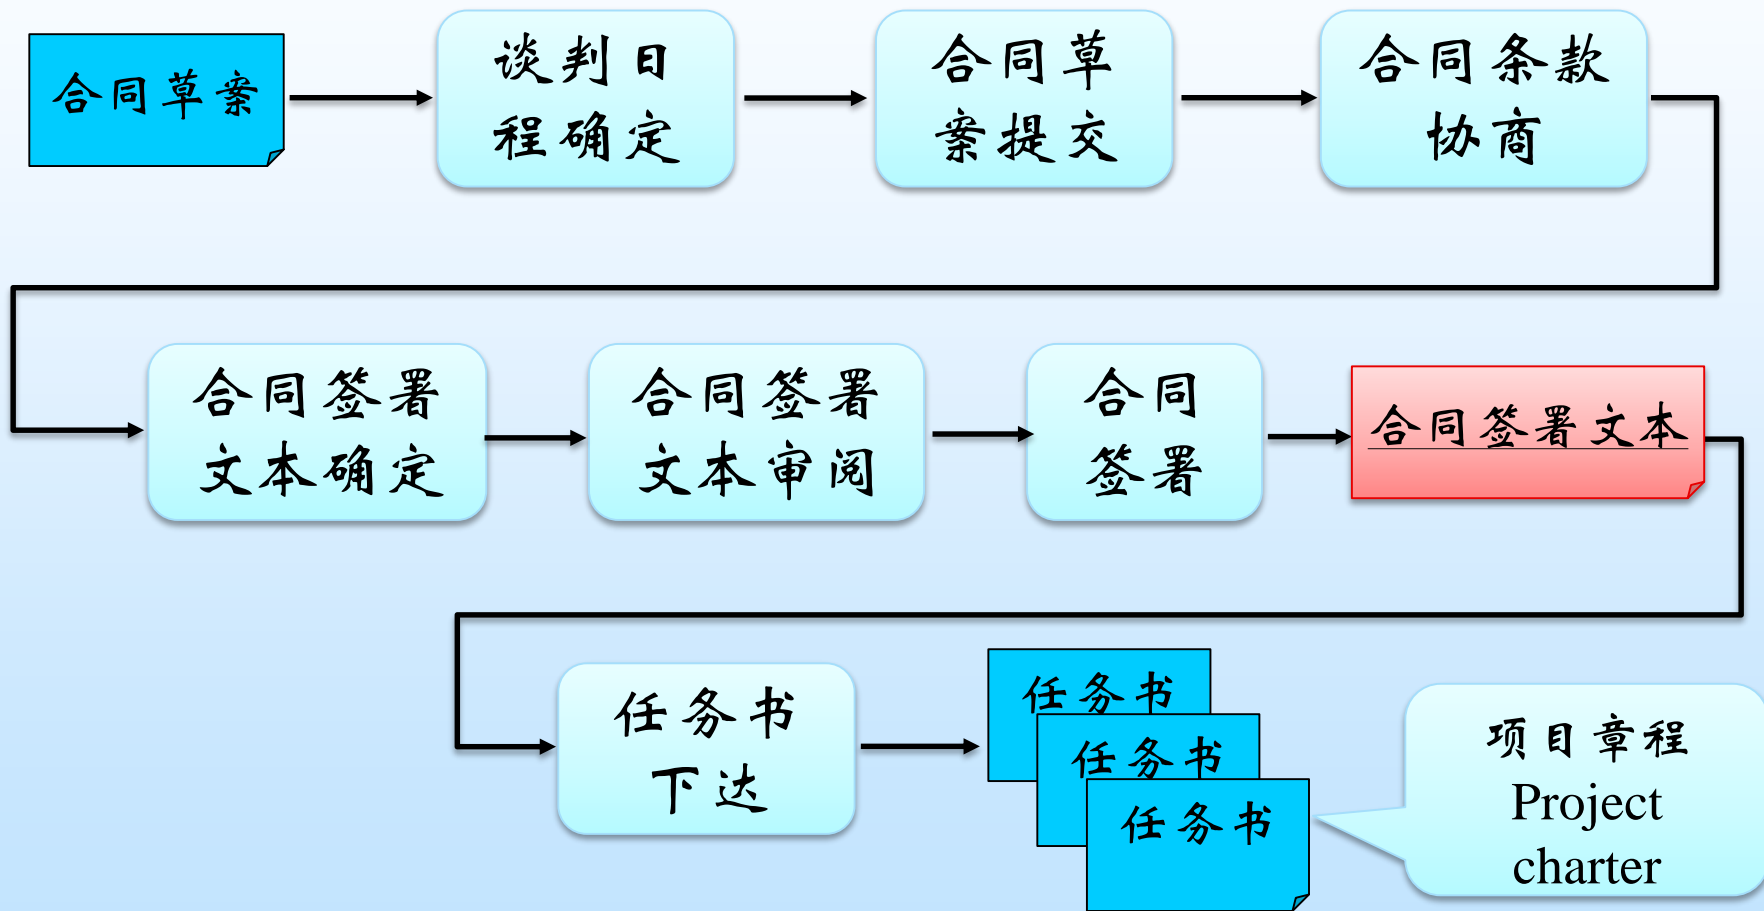 合同草案
谈判日
程确定
合同草
案提交
合同条款
协商
合同签署
文本确定
合同签署
文本审阅
合同
签署
合同签署文本
任务书
下达
任务书
任务书
任务书
项目章程
Project
charter